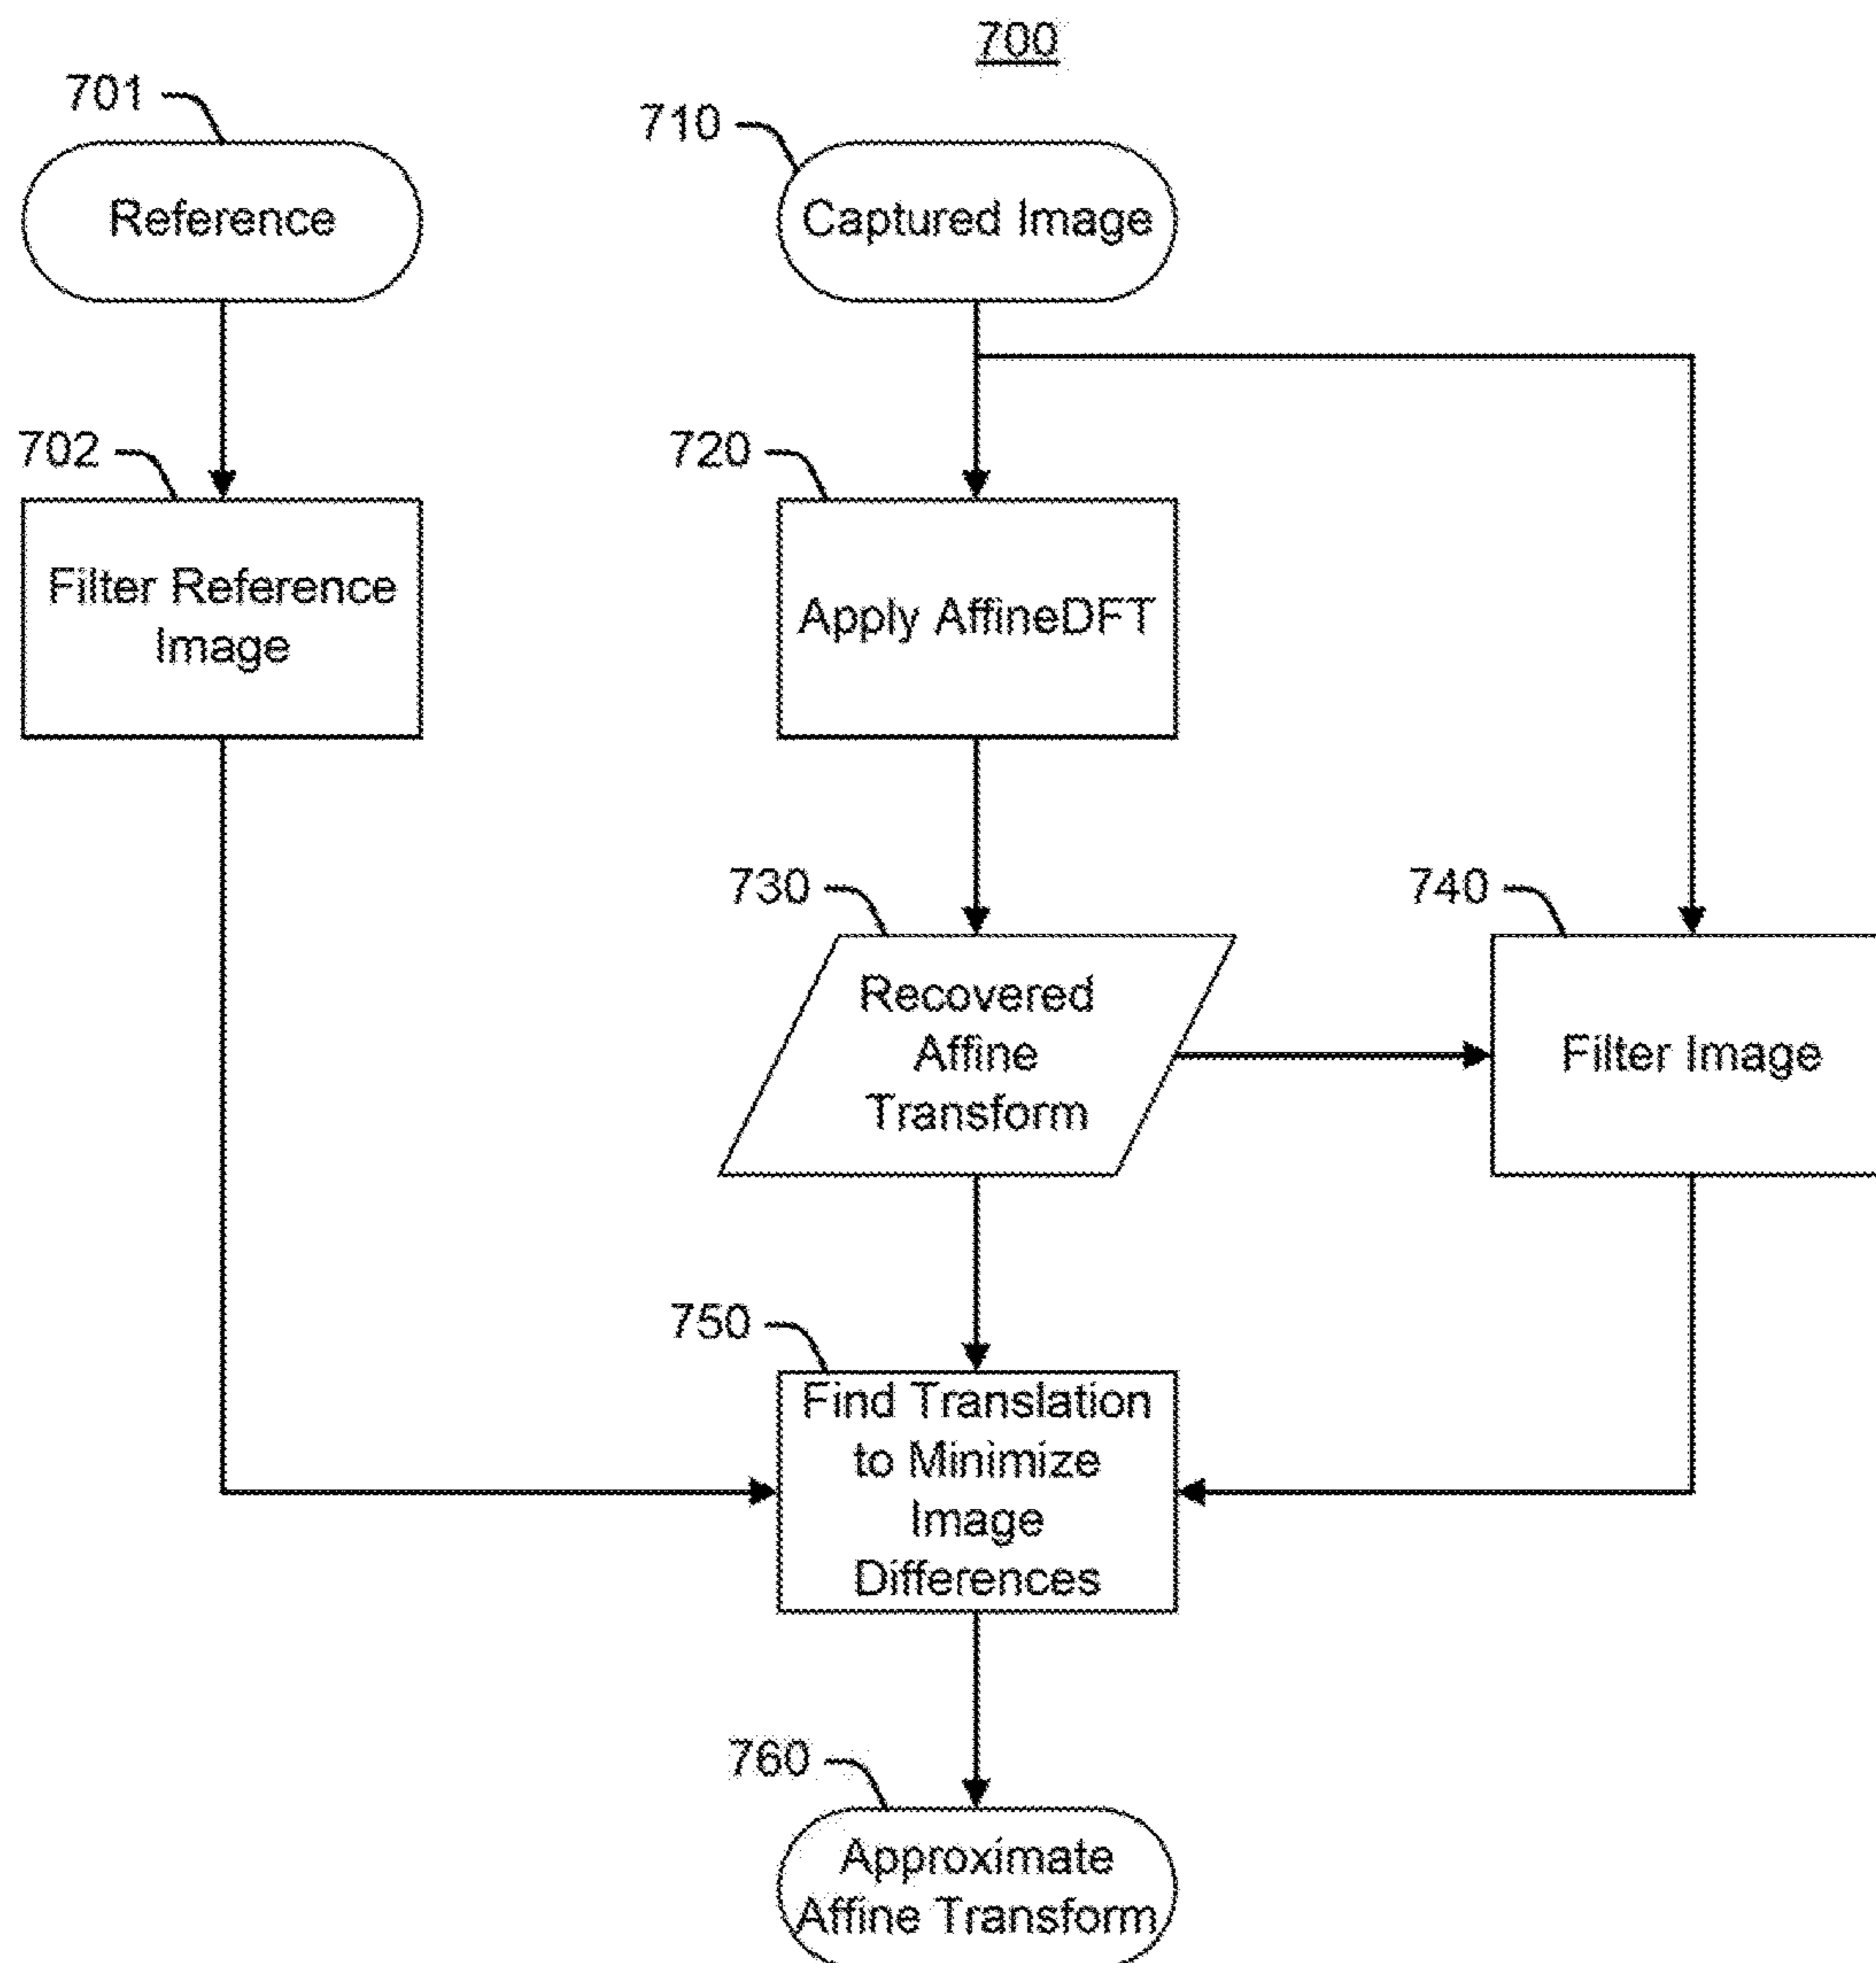 700
701
Reference
710
Captured Image
702
Filter Reference
Image
720
Apply AffineDFT
730
Recovered
Affine
Transform
740
Filter Image
750
Find Translation
to Minimize
Image
Differences
760
Approximate
Affine Transform